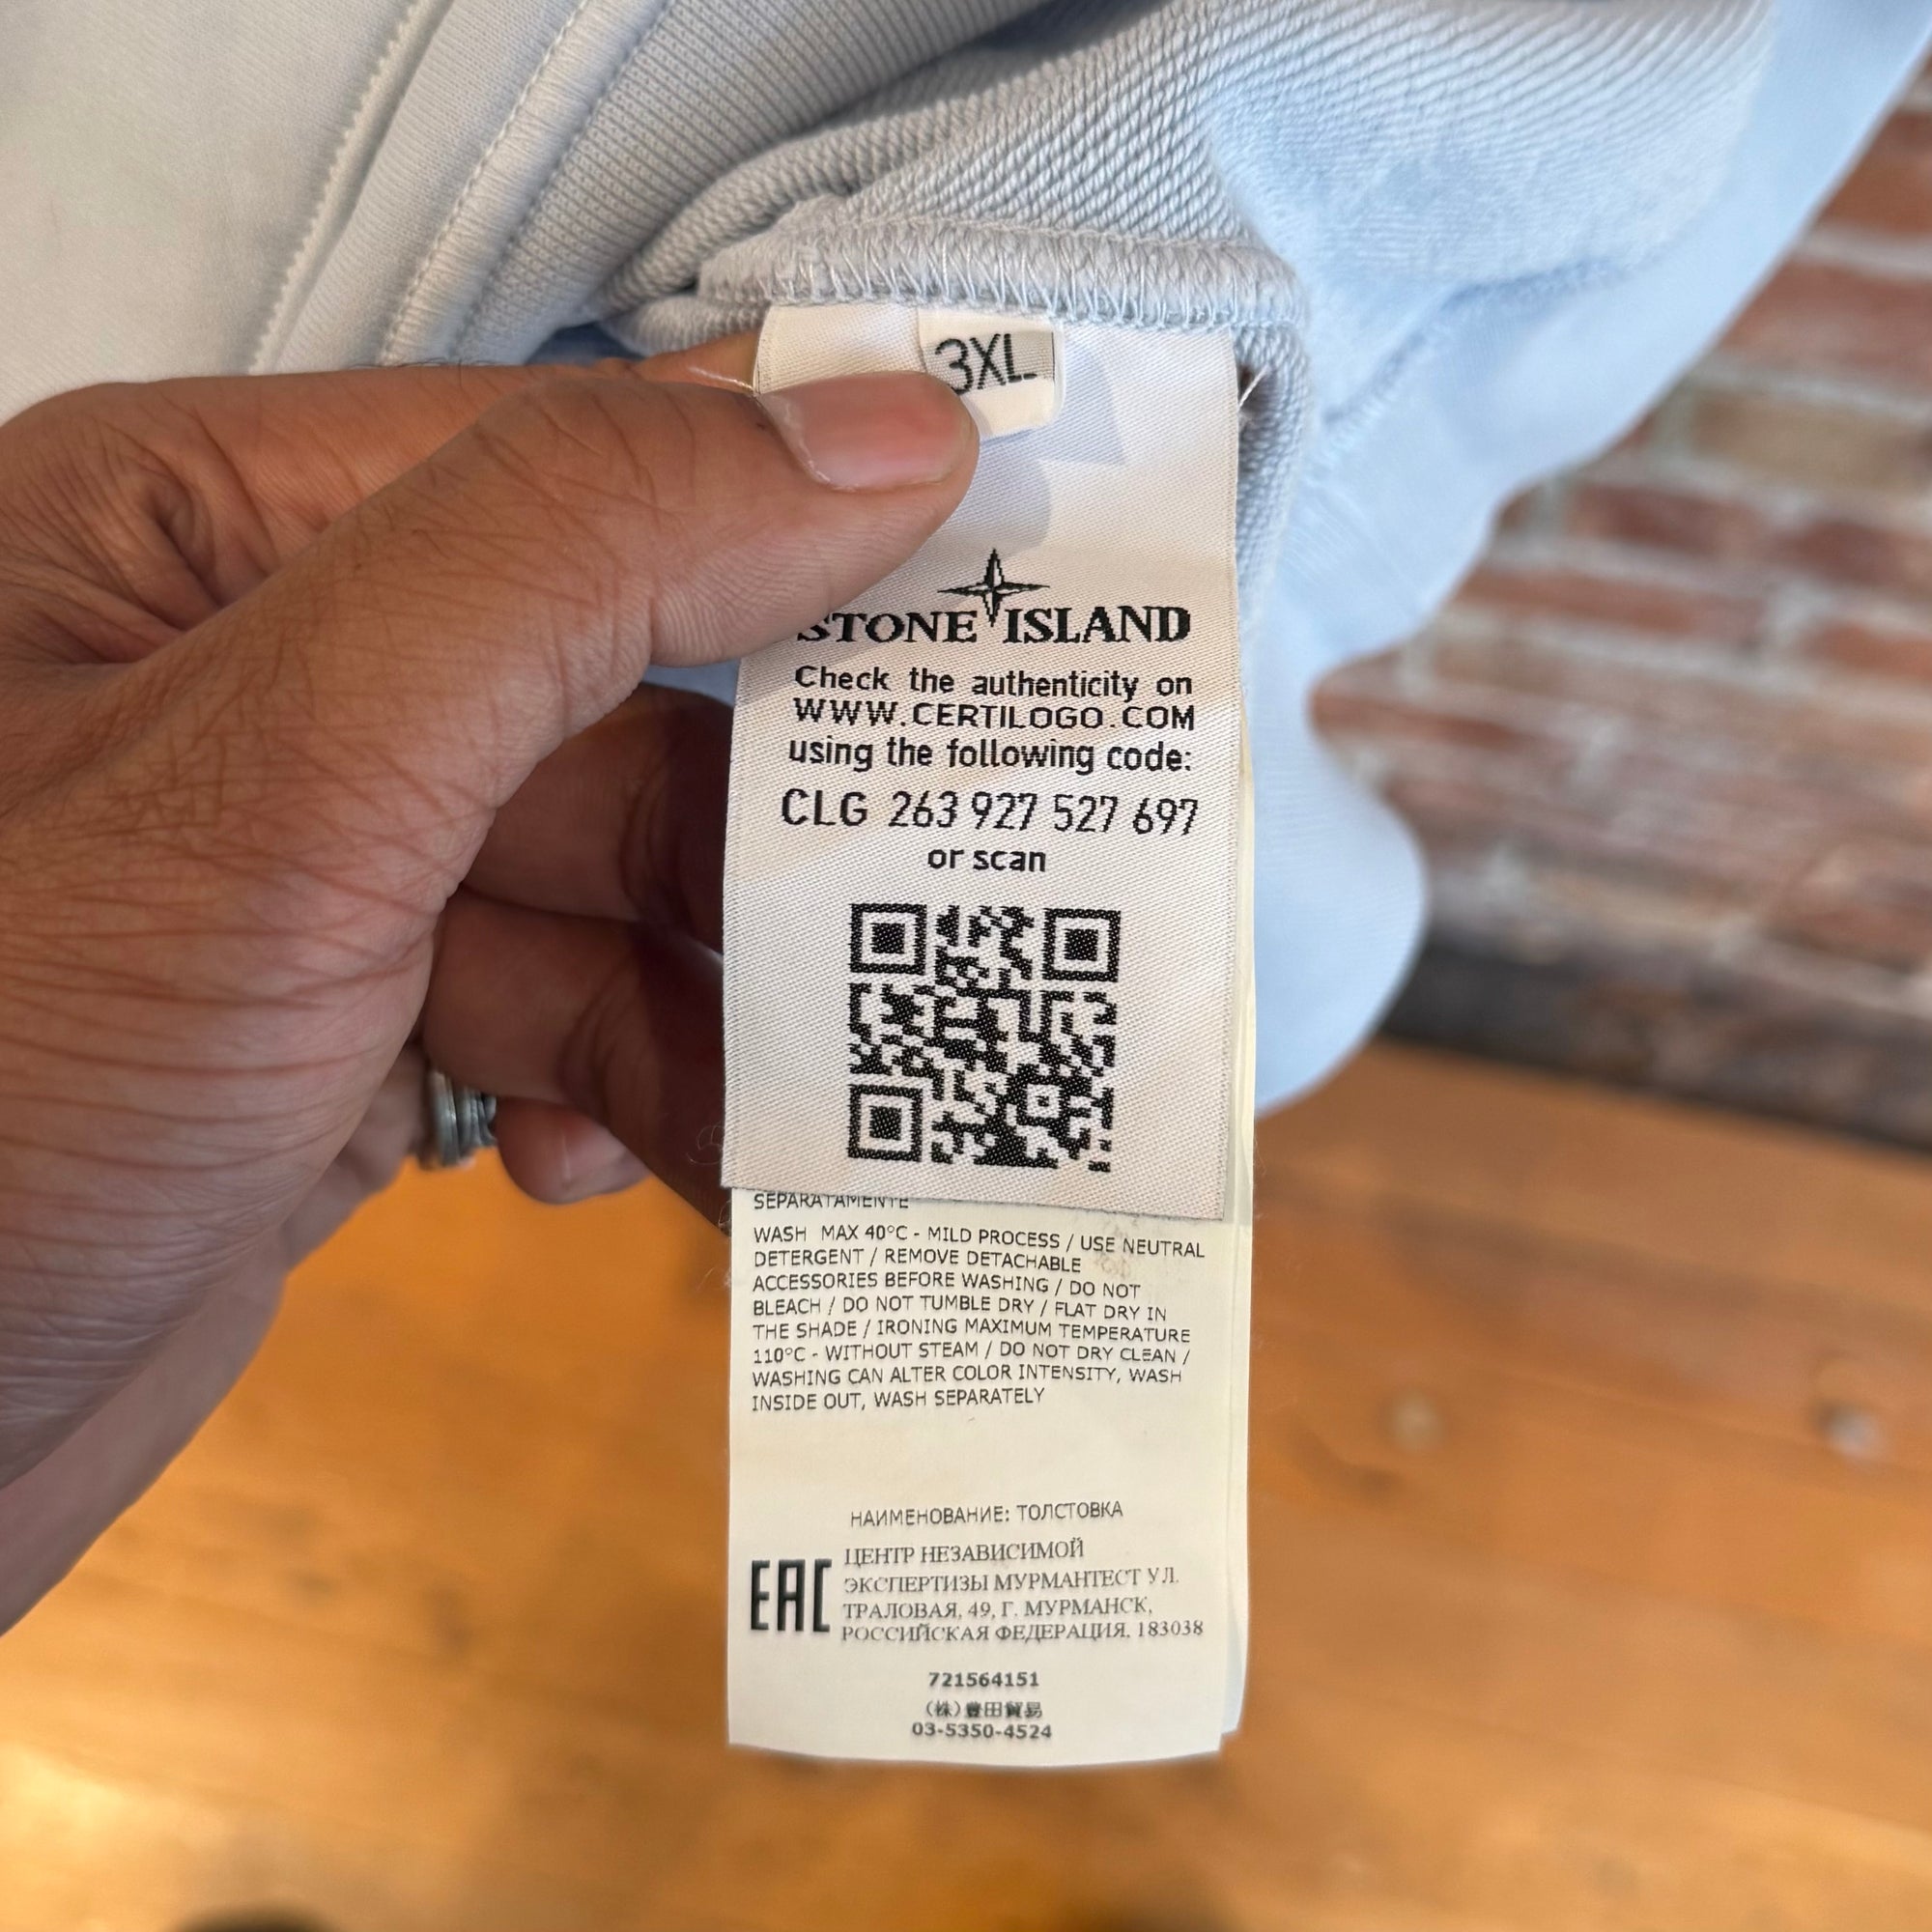 3XL
STONE ISLAND
Check the authenticity on
WWW.CERTILOGO.COM
using the following code:
CLG 263 927 527 697
or scan
SEPARATAMENTE
WASH MAX 40°C - MILD PROCESS / USE NEUTRAL
DETERGENT / REMOVE DETACHABLE
ACCESSORIES BEFORE WASHING / DO NOT
BLEACH / DO NOT TUMBLE DRY / FLAT DRY IN
THE SHADE / IRONING MAXIMUM TEMPERATURE
110°C - WITHOUT STEAM / DO NOT DRY CLEAN /
WASHING CAN ALTER COLOR INTENSITY, WASH
INSIDE OUT, WASH SEPARATELY
НАИМЕНОВАНИЕ: ТОЛСТОВКА
ЦЕНТР НЕЗАВИСИМОЙ
ЭКСПЕРТИЗЫ МУРМАНТЕСТ УЛ.
EAC ТРАЛОВАЯ, 49, Г. МУРМАНСК,
РОССИЙСКАЯ ФЕДЕРАЦИЯ, 183038
721564151
(株)豊田貿易
03-5350-4524